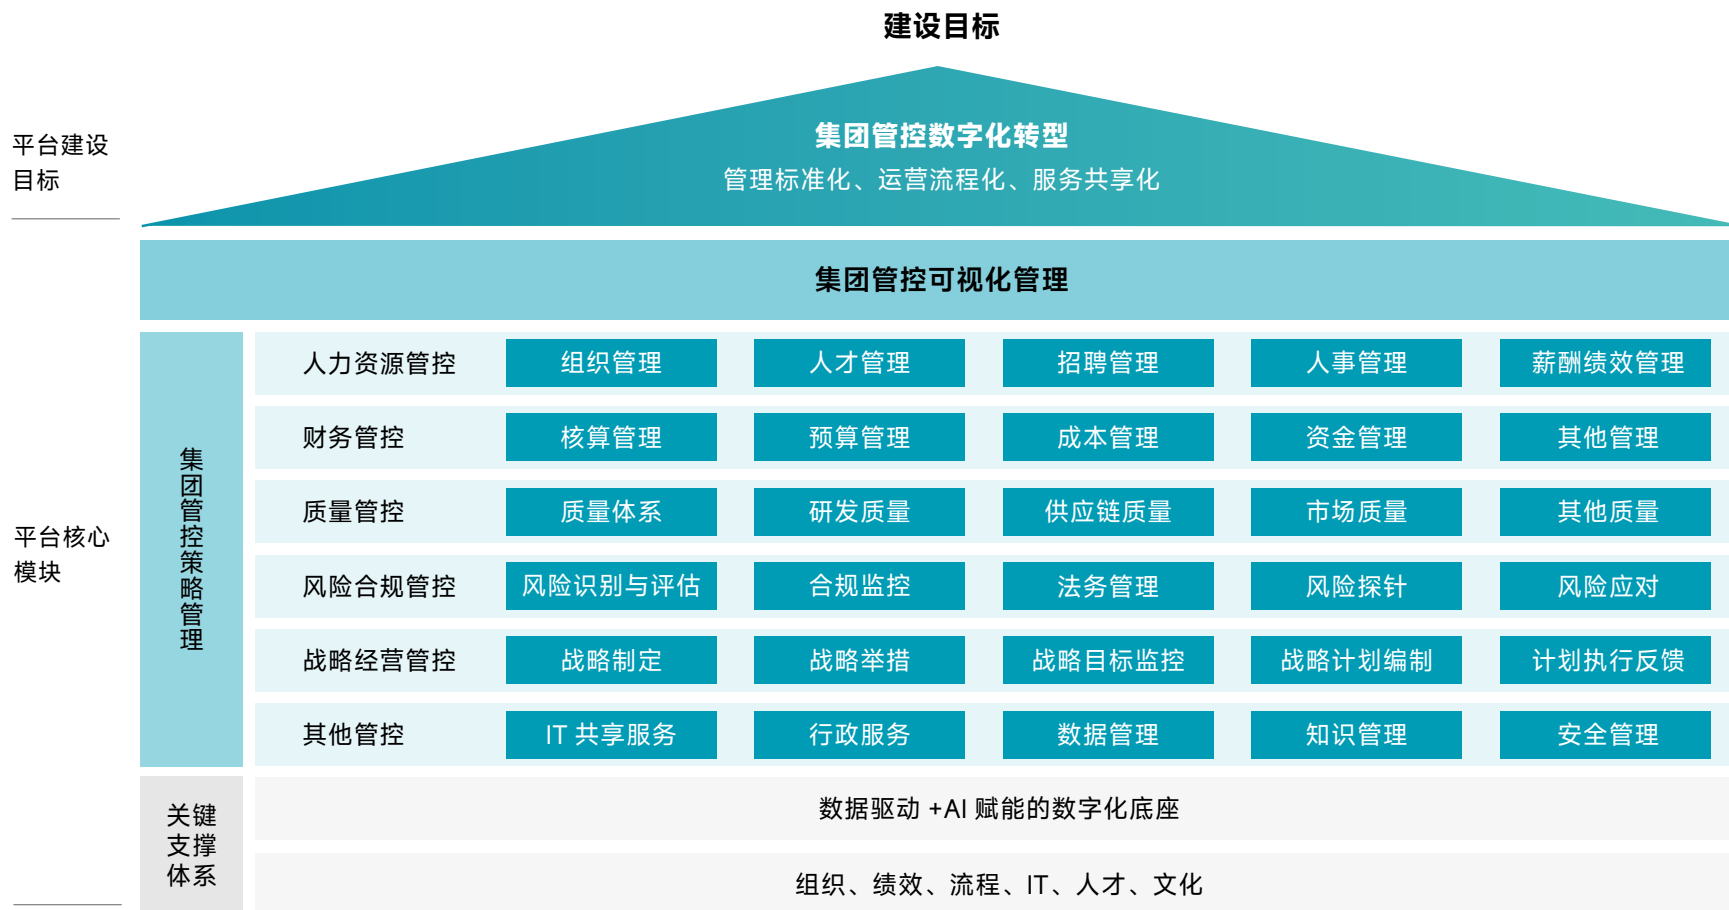 建设目标
平台建设
目标
集团管控数字化转型
管理标准化、运营流程化、服务共享化
集团管控可视化管理
平台核心
模块
集团管控策略管理
人力资源管控 组织管理 人才管理 招聘管理 人事管理 薪酬绩效管理
财务管控 核算管理 预算管理 成本管理 资金管理 其他管理
质量管控 质量体系 研发质量 供应链质量 市场质量 其他质量
风险合规管控 风险识别与评估 合规监控 法务管理 风险探针 风险应对
战略经营管控 战略制定 战略举措 战略目标监控 战略计划编制 计划执行反馈
其他管控 IT 共享服务 行政服务 数据管理 知识管理 安全管理
关键
支撑
体系
数据驱动 +AI 赋能的数字化底座
组织、绩效、流程、IT、人才、文化